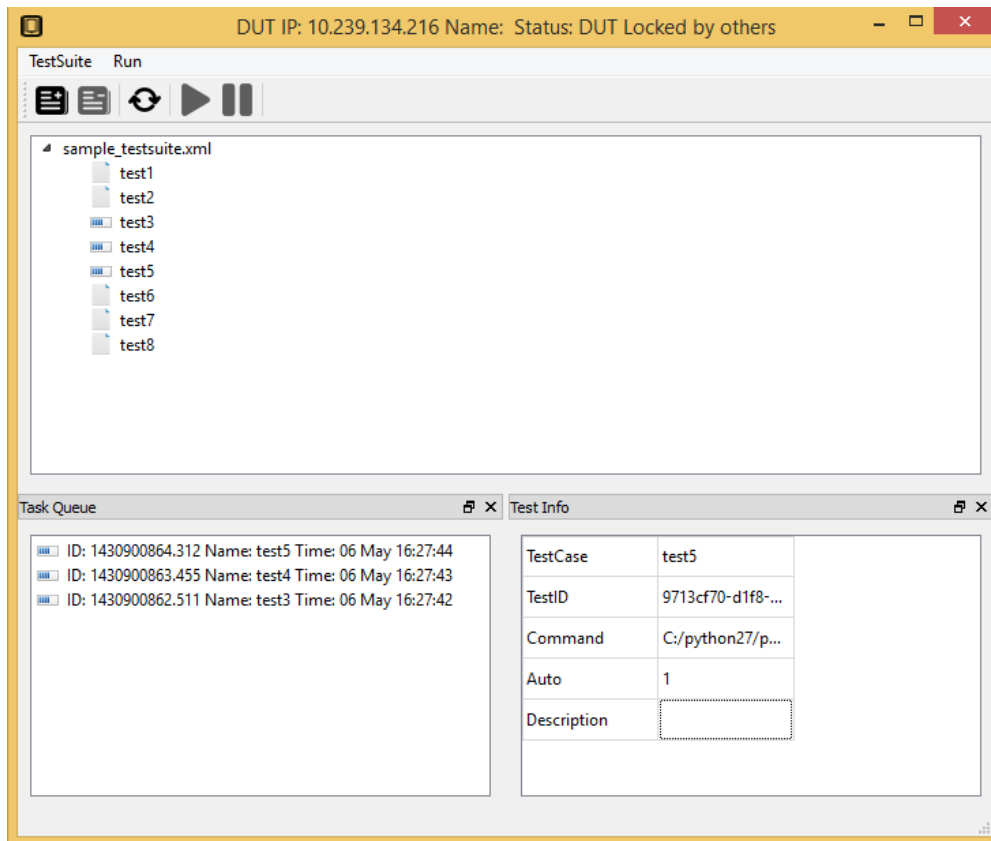 DUT IP: 10.239.134.216 Name:  Status: DUT Locked by others
TestSuite Run
sample_testsuite.xml
test1
test2
test3
test4
test5
test6
test7
test8
Task Queue
ID: 1430900864.312 Name: test5 Time: 06 May 16:27:44
ID: 1430900863.455 Name: test4 Time: 06 May 16:27:43
ID: 1430900862.511 Name: test3 Time: 06 May 16:27:42
Test Info
TestCase test5
TestID 9713cf70-d1f8-...
Command C:/python27/p...
Auto 1
Description